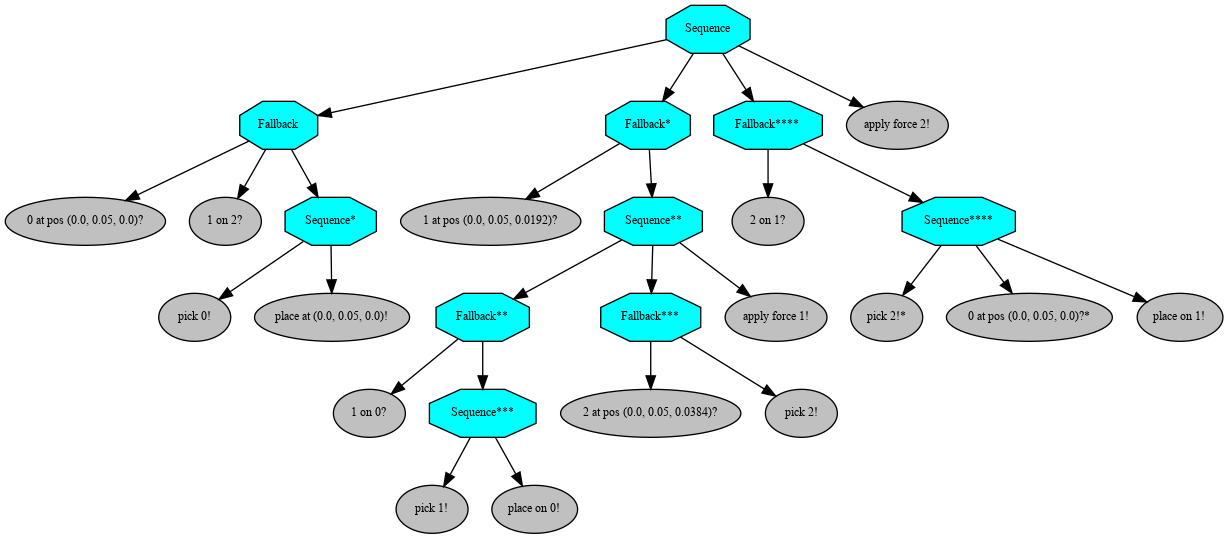 Sequence
Fallback
Fallback*
Fallback****
apply force 2!
0 at pos (0.0, 0.05, 0.0)?
1 on 2?
Sequence*
1 at pos (0.0, 0.05, 0.0192)?
Sequence**
2 on 1?
Sequence****
pick 0!
place at (0.0, 0.05, 0.0)!
Fallback**
Fallback***
apply force 1!
pick 2!*
0 at pos (0.0, 0.05, 0.0)?*
place on 1!
1 on 0?
Sequence***
2 at pos (0.0, 0.05, 0.0384)?
pick 2!
pick 1!
place on 0!